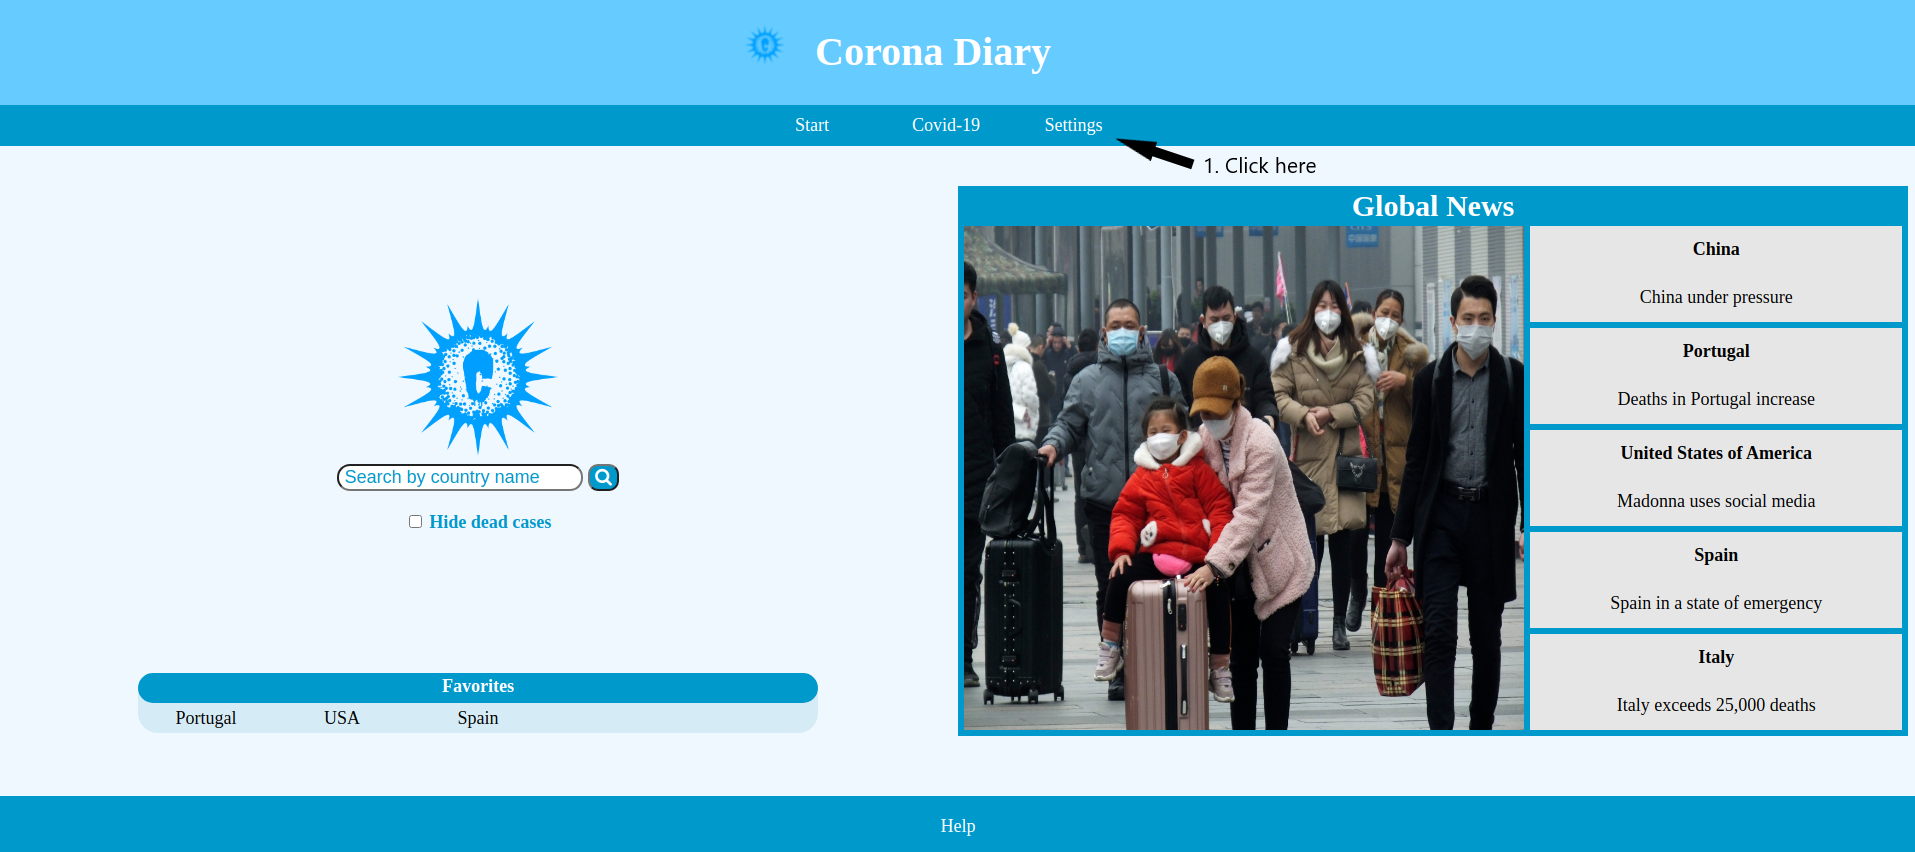 Corona Diary
Start Covid-19 Settings
1. Click here
Search by country name
Hide dead cases
Favorites
Portugal USA Spain
Global News
China
China under pressure
Portugal
Deaths in Portugal increase
United States of America
Madonna uses social media
Spain
Spain in a state of emergency
Italy
Italy exceeds 25,000 deaths
Help